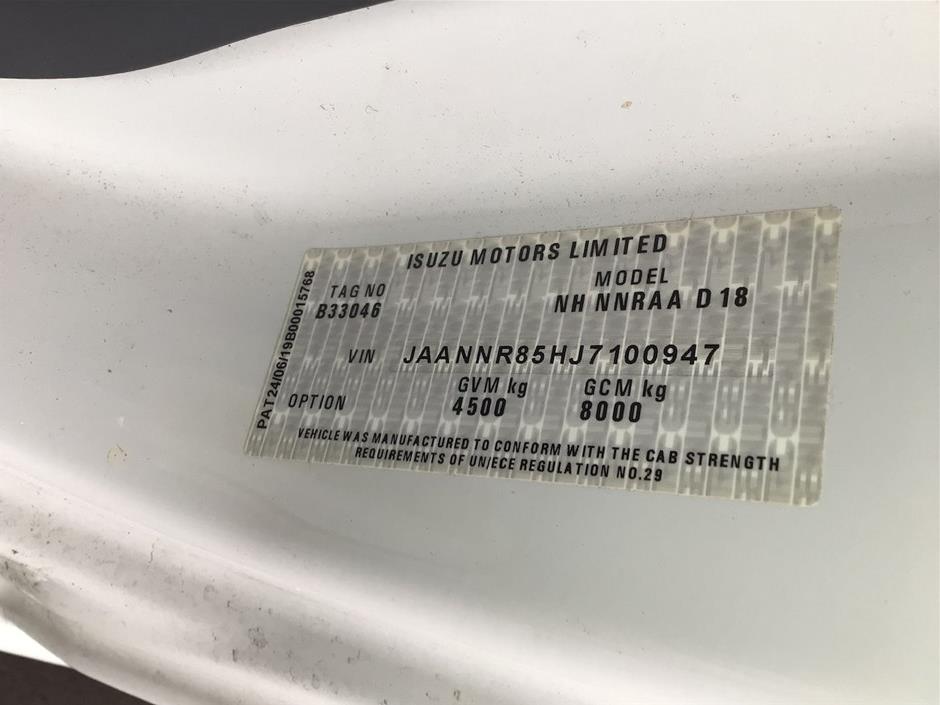 ISUZU MOTORS LIMITED
TAG NO
B33046
MODEL
NH NNRAA D18
VIN JAANNR85HJ7100947
OPTION
GVM kg
4500
GCM kg
8000
VEHICLE WAS MANUFACTURED TO CONFORM WITH THE CAB STRENGTH
REQUIREMENTS OF UN/ECE REGULATION NO.29
PAT24/06/19B00015768